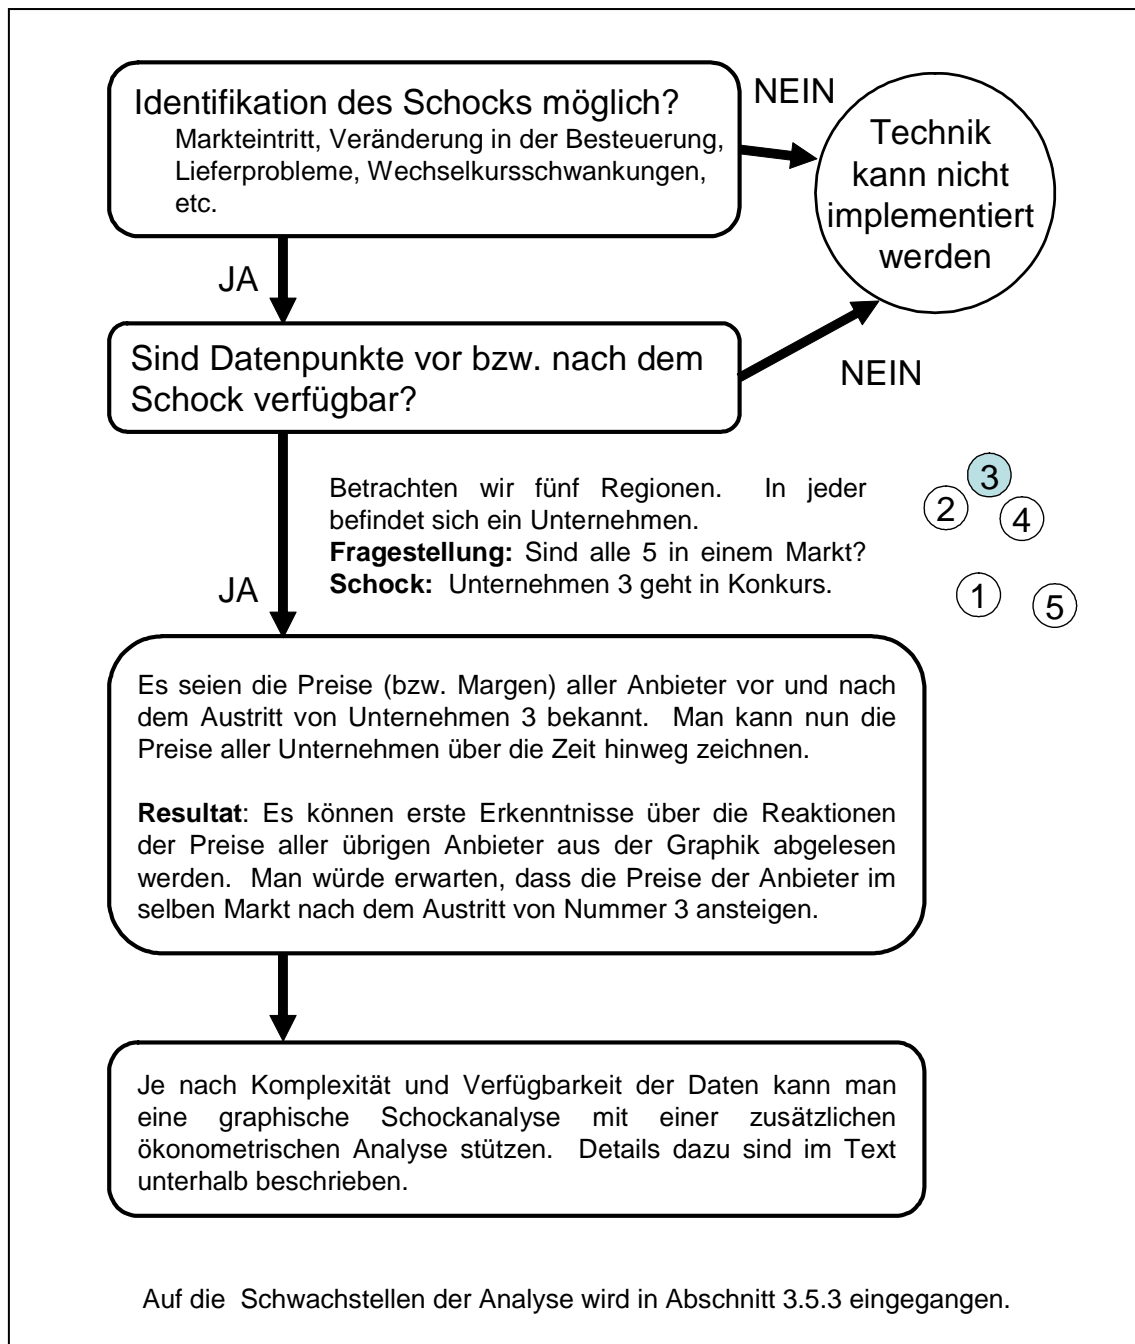 Identifikation des Schocks möglich?
Markteintritt, Veränderung in der Besteuerung,
Lieferprobleme, Wechselkursschwankungen,
etc.
NEIN
Technik
kann nicht
implementiert
werden
JA
Sind Datenpunkte vor bzw. nach dem
Schock verfügbar?
NEIN
Betrachten wir fünf Regionen. In jeder
befindet sich ein Unternehmen.
Fragestellung: Sind alle 5 in einem Markt?
Schock: Unternehmen 3 geht in Konkurs.
3
2
4
1
5
JA
Es seien die Preise (bzw. Margen) aller Anbieter vor und nach
dem Austritt von Unternehmen 3 bekannt. Man kann nun die
Preise aller Unternehmen über die Zeit hinweg zeichnen.
Resultat: Es können erste Erkenntnisse über die Reaktionen
der Preise aller übrigen Anbieter aus der Graphik abgelesen
werden. Man würde erwarten, dass die Preise der Anbieter im
selben Markt nach dem Austritt von Nummer 3 ansteigen.
Je nach Komplexität und Verfügbarkeit der Daten kann man
eine graphische Schockanalyse mit einer zusätzlichen
ökonometrischen Analyse stützen. Details dazu sind im Text
unterhalb beschrieben.
Auf die Schwachstellen der Analyse wird in Abschnitt 3.5.3 eingegangen.